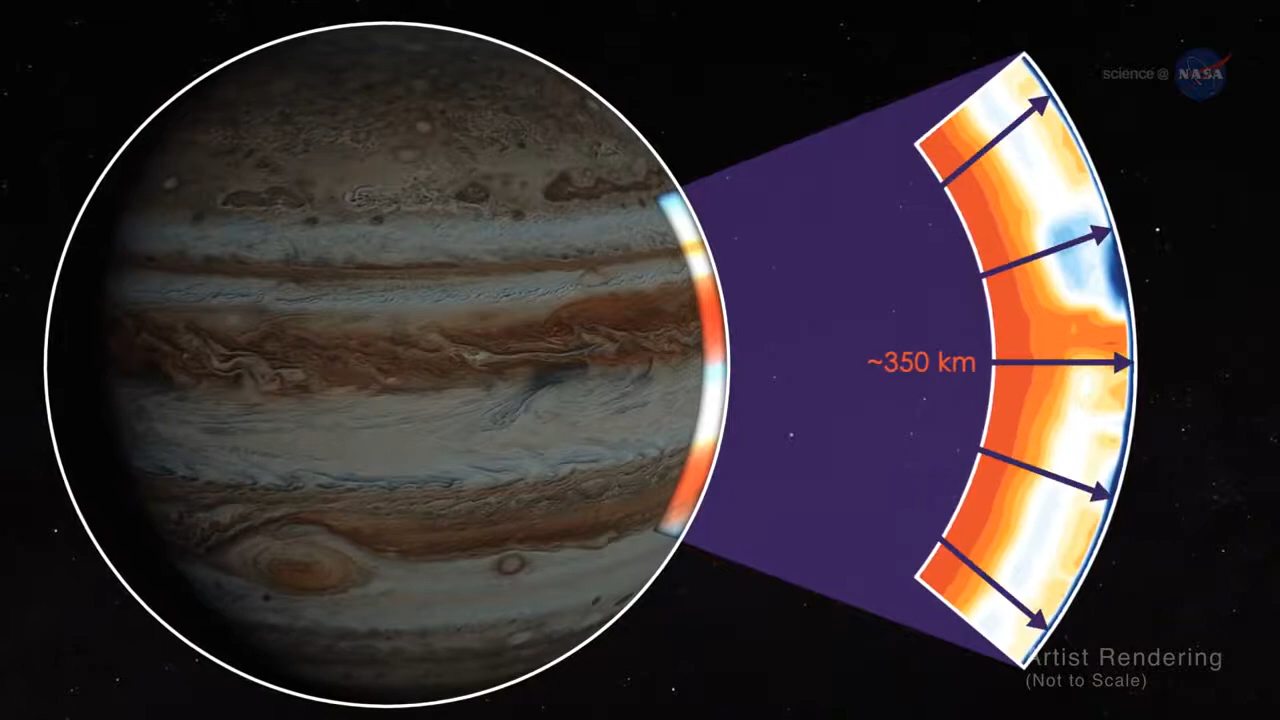 science@ NASA
~350 km
Artist Rendering
(Not to Scale)